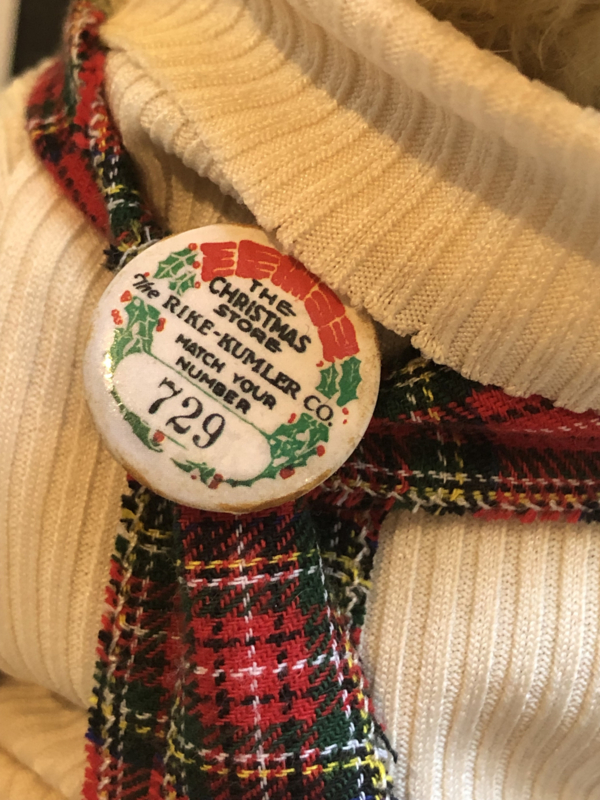 THE
CHRISTMAS
STORE
The RIKE-KUMLER CO.
MATCH YOUR
NUMBER
729